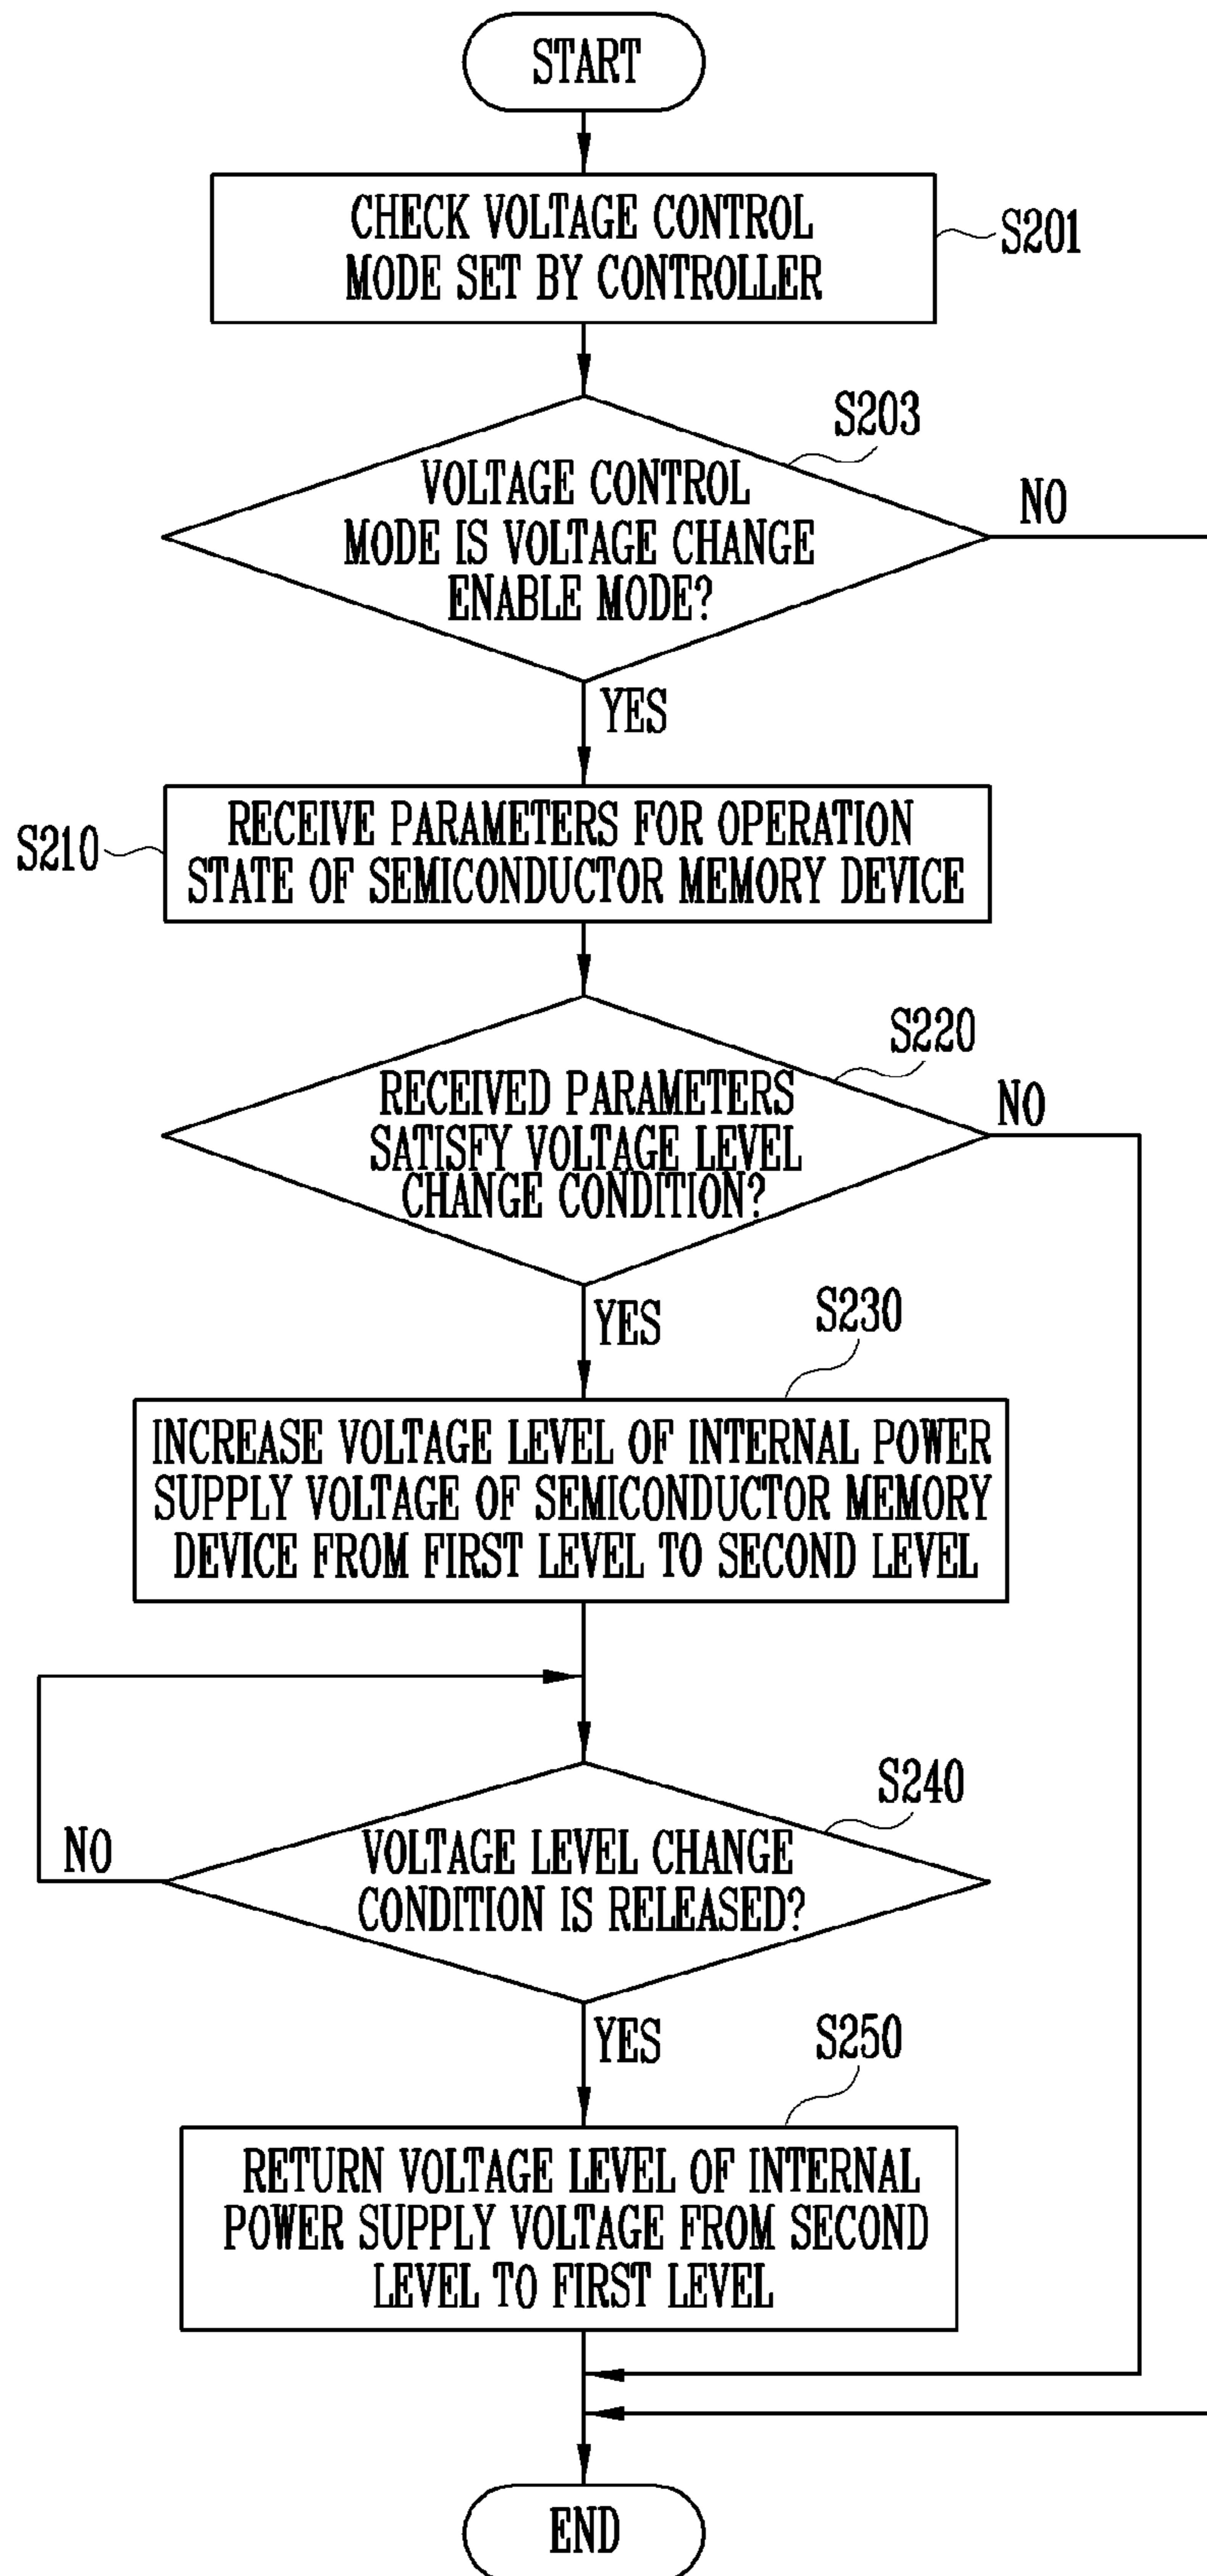 START
CHECK VOLTAGE CONTROL
MODE SET BY CONTROLLER
S201
S203
VOLTAGE CONTROL
MODE IS VOLTAGE CHANGE
ENABLE MODE?
NO
YES
S210
RECEIVE PARAMETERS FOR OPERATION
STATE OF SEMICONDUCTOR MEMORY DEVICE
S220
RECEIVED PARAMETERS
SATISFY VOLTAGE LEVEL
CHANGE CONDITION?
NO
YES
S230
INCREASE VOLTAGE LEVEL OF INTERNAL POWER
SUPPLY VOLTAGE OF SEMICONDUCTOR MEMORY
DEVICE FROM FIRST LEVEL TO SECOND LEVEL
S240
VOLTAGE LEVEL CHANGE
CONDITION IS RELEASED?
NO
YES
S250
RETURN VOLTAGE LEVEL OF INTERNAL
POWER SUPPLY VOLTAGE FROM SECOND
LEVEL TO FIRST LEVEL
END